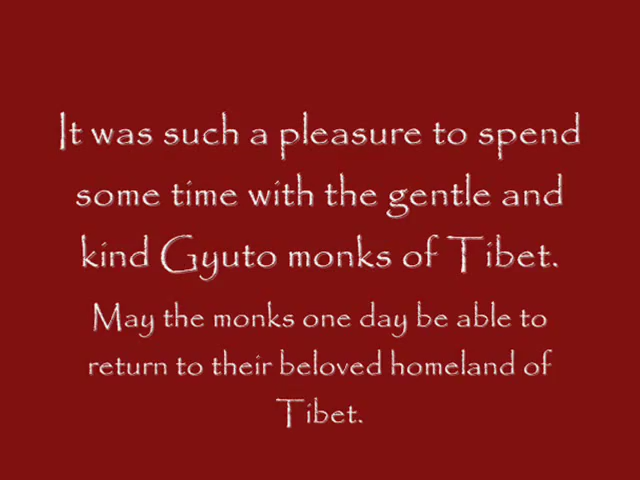 It was such a pleasure to spend
some time with the gentle and
kind Gyuto monks of Tibet.
May the monks one day be able to
return to their beloved homeland of
Tibet.